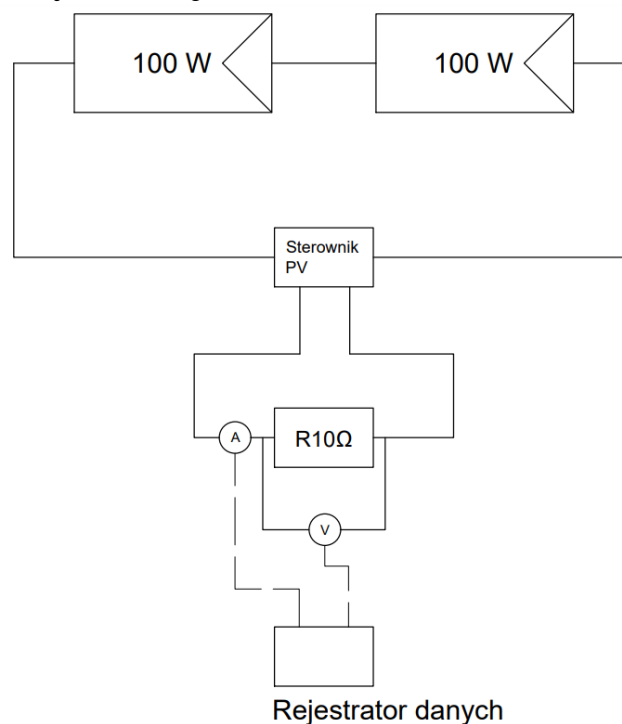 100 W
100 W
Sterownik
PV
A
R10Ω
V
Rejestrator danych